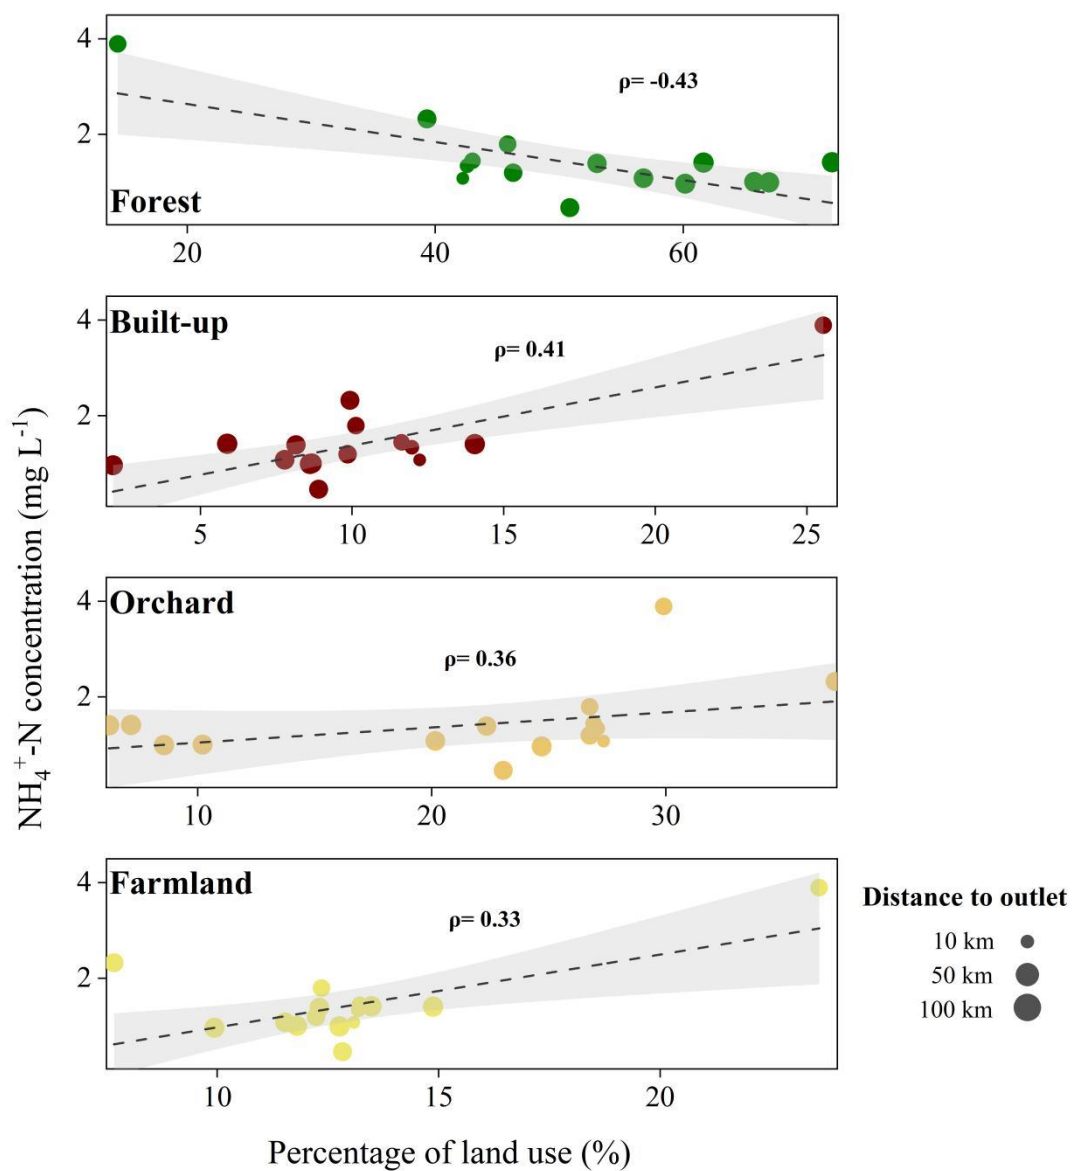 4
2
ρ= -0.43
Forest
20 40 60
4
2
Built-up
ρ= 0.41
5 10 15 20 25
4
2
Orchard
ρ= 0.36
10 20 30
4
2
Farmland
ρ= 0.33
10 15 20
NH₄⁺-N concentration (mg L⁻¹)
Percentage of land use (%)
Distance to outlet
10 km
50 km
100 km